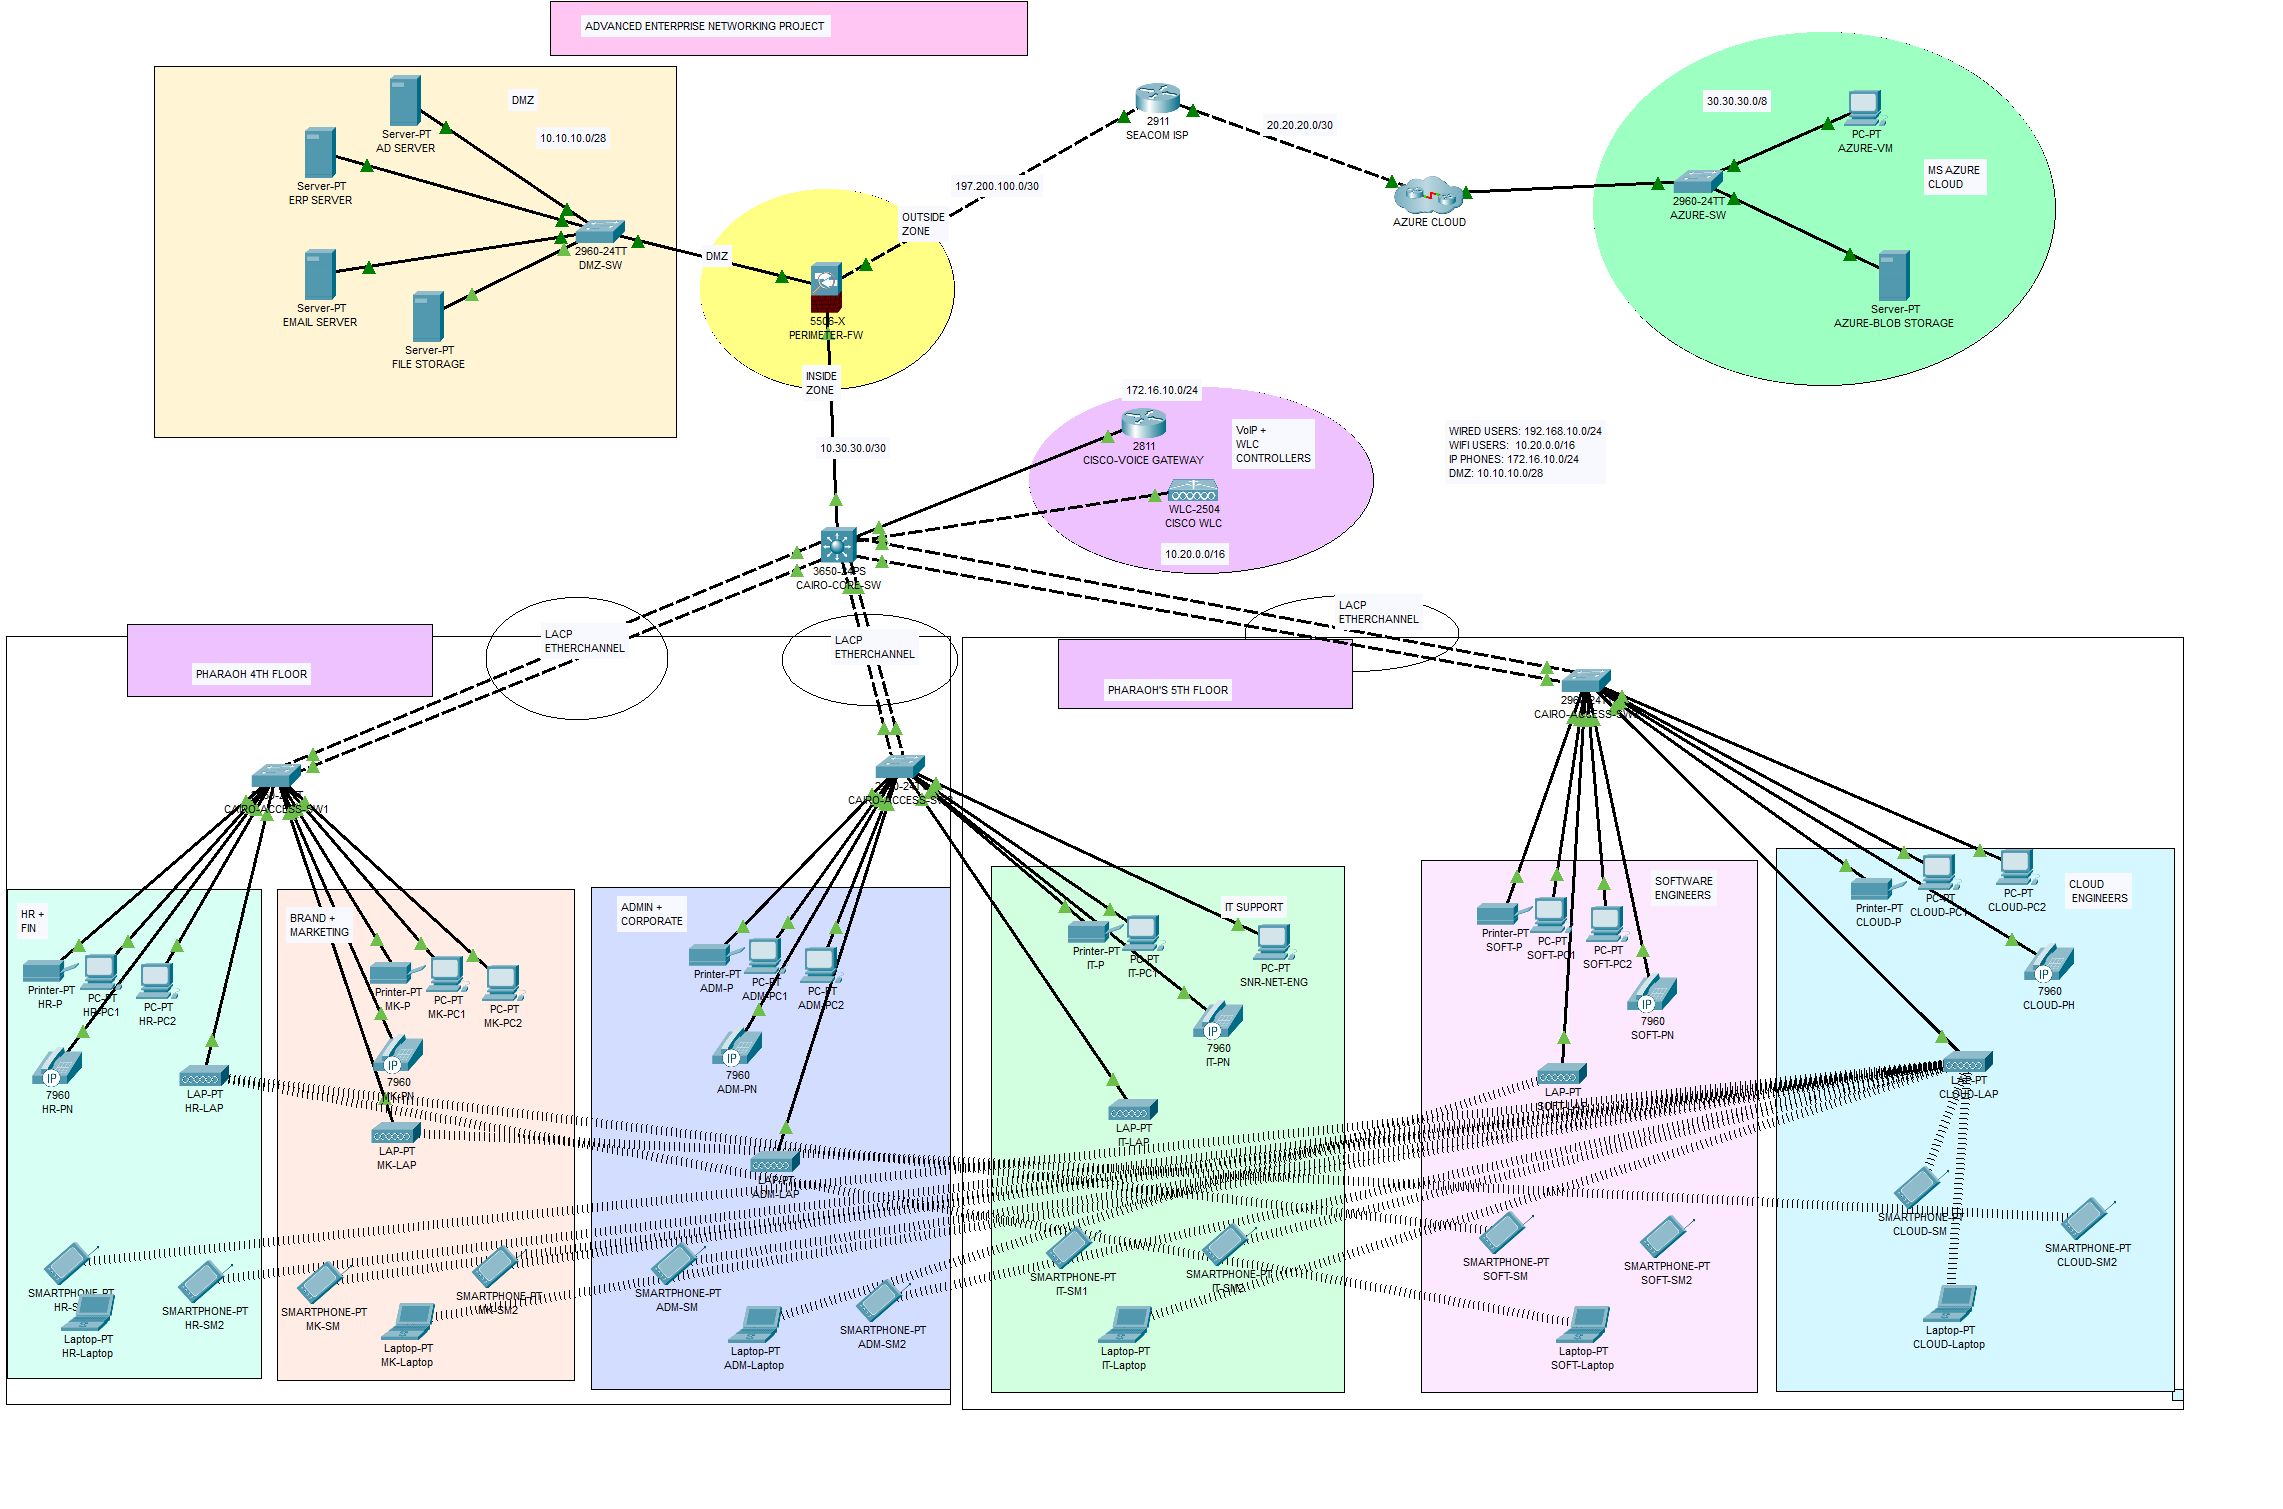 ADVANCED ENTERPRISE NETWORKING PROJECT
DMZ
10.10.10.0/28
Server-PT
AD SERVER
Server-PT
ERP SERVER
Server-PT
EMAIL SERVER
Server-PT
FILE STORAGE
2960-24TT
DMZ-SW
DMZ
OUTSIDE
ZONE
5506-X
PERIMETER-FW
INSIDE
ZONE
10.30.30.0/30
197.200.100.0/30
2911
SEACOM ISP
20.20.20.0/30
AZURE CLOUD
30.30.30.0/8
PC-PT
AZURE-VM
MS AZURE
CLOUD
2960-24TT
AZURE-SW
Server-PT
AZURE-BLOB STORAGE
172.16.10.0/24
2811
CISCO-VOICE GATEWAY
VoIP +
WLC
CONTROLLERS
WLC-2504
CISCO WLC
10.20.0.0/16
WIRED USERS: 192.168.10.0/24
WIFI USERS:  10.20.0.0/16
IP PHONES: 172.16.10.0/24
DMZ: 10.10.10.0/28
3650-24PS
CAIRO-CORE-SW
LACP
ETHERCHANNEL
LACP
ETHERCHANNEL
LACP
ETHERCHANNEL
PHARAOH 4TH FLOOR
PHARAOH'S 5TH FLOOR
CAIRO-ACCESS-SW1
CAIRO-ACCESS-SW
CAIRO-ACCESS-SW
HR +
FIN
Printer-PT
HR-P
PC-PT
HR-PC1
PC-PT
HR-PC2
7960
HR-PN
LAP-PT
HR-LAP
SMARTPHONE-PT
SMARTPHONE-PT
HR-SM2
Laptop-PT
HR-Laptop
BRAND +
MARKETING
Printer-PT
MK-P
PC-PT
MK-PC1
PC-PT
MK-PC2
7960
MK-PN
LAP-PT
MK-LAP
SMARTPHONE-PT
MK-SM
SMARTPHONE-PT
MK-SM2
Laptop-PT
MK-Laptop
ADMIN +
CORPORATE
Printer-PT
ADM-P
PC-PT
ADM-PC1
PC-PT
ADM-PC2
7960
ADM-PN
LAP-PT
ADM-LAP
SMARTPHONE-PT
ADM-SM
SMARTPHONE-PT
ADM-SM2
Laptop-PT
ADM-Laptop
IT SUPPORT
Printer-PT
IT-P
PC-PT
IT-PC1
PC-PT
SNR-NET-ENG
7960
IT-PN
LAP-PT
IT-LAP
SMARTPHONE-PT
IT-SM1
SMARTPHONE-PT
IT-SM2
Laptop-PT
IT-Laptop
SOFTWARE
ENGINEERS
Printer-PT
SOFT-P
PC-PT
SOFT-PC1
PC-PT
SOFT-PC2
7960
SOFT-PN
LAP-PT
SOFT-LAP
SMARTPHONE-PT
SOFT-SM
SMARTPHONE-PT
SOFT-SM2
Laptop-PT
SOFT-Laptop
CLOUD
ENGINEERS
Printer-PT
CLOUD-P
PC-PT
CLOUD-PC1
PC-PT
CLOUD-PC2
7960
CLOUD-PH
LAP-PT
CLOUD-LAP
SMARTPHONE-PT
CLOUD-SM
SMARTPHONE-PT
CLOUD-SM2
Laptop-PT
CLOUD-Laptop